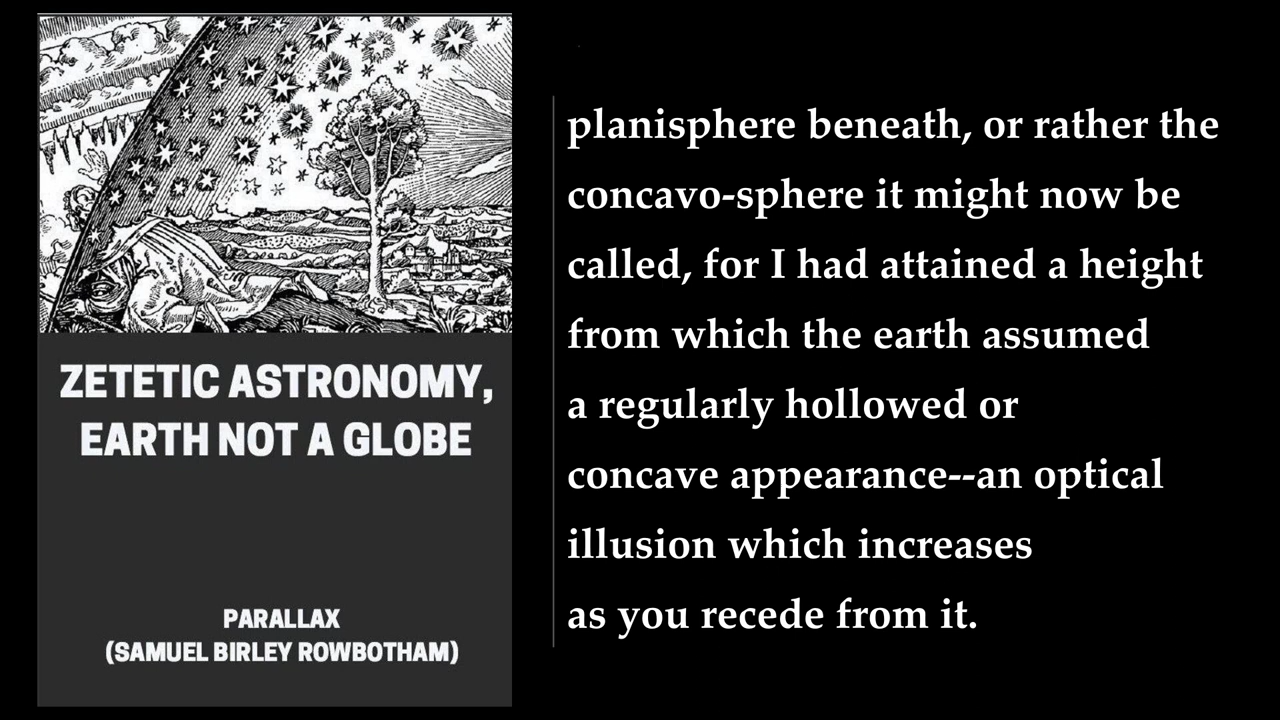 ZETETIC ASTRONOMY,
EARTH NOT A GLOBE
PARALLAX
(SAMUEL BIRLEY ROWBOTHAM)
planisphere beneath, or rather the
concavo-sphere it might now be
called, for I had attained a height
from which the earth assumed
a regularly hollowed or
concave appearance--an optical
illusion which increases
as you recede from it.